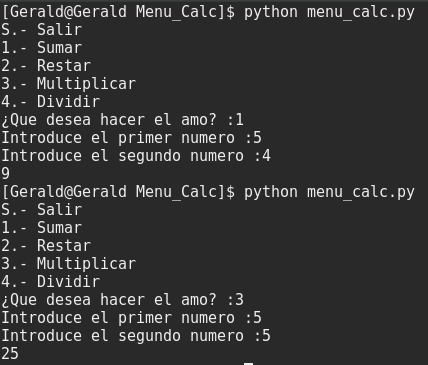 [Gerald@Gerald Menu_Calc]$ python menu_calc.py
S.- Salir
1.- Sumar
2.- Restar
3.- Multiplicar
4.- Dividir
¿Que desea hacer el amo? :1
Introduce el primer numero :5
Introduce el segundo numero :4
9
[Gerald@Gerald Menu_Calc]$ python menu_calc.py
S.- Salir
1.- Sumar
2.- Restar
3.- Multiplicar
4.- Dividir
¿Que desea hacer el amo? :3
Introduce el primer numero :5
Introduce el segundo numero :5
25